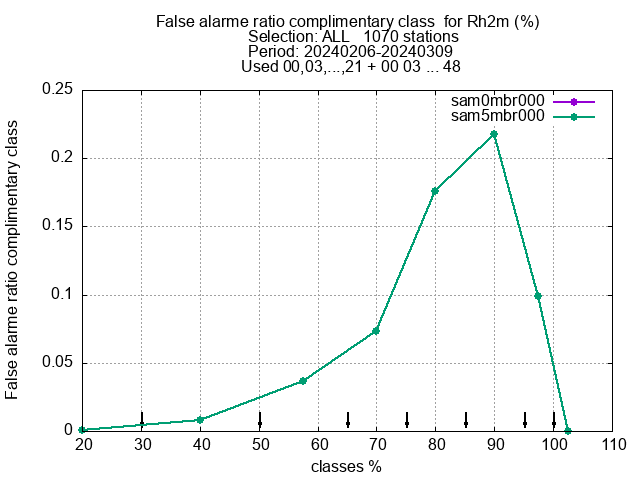 False alarme ratio complimentary class  for Rh2m (%)
Selection: ALL   1070 stations
Period: 20240206-20240309
Used 00,03,...,21 + 00 03 ... 48
sam0mbr000
sam5mbr000
False alarme ratio complimentary class
0.25
0.2
0.15
0.1
0.05
0
20 30 40 50 60 70 80 90 100 110
classes %